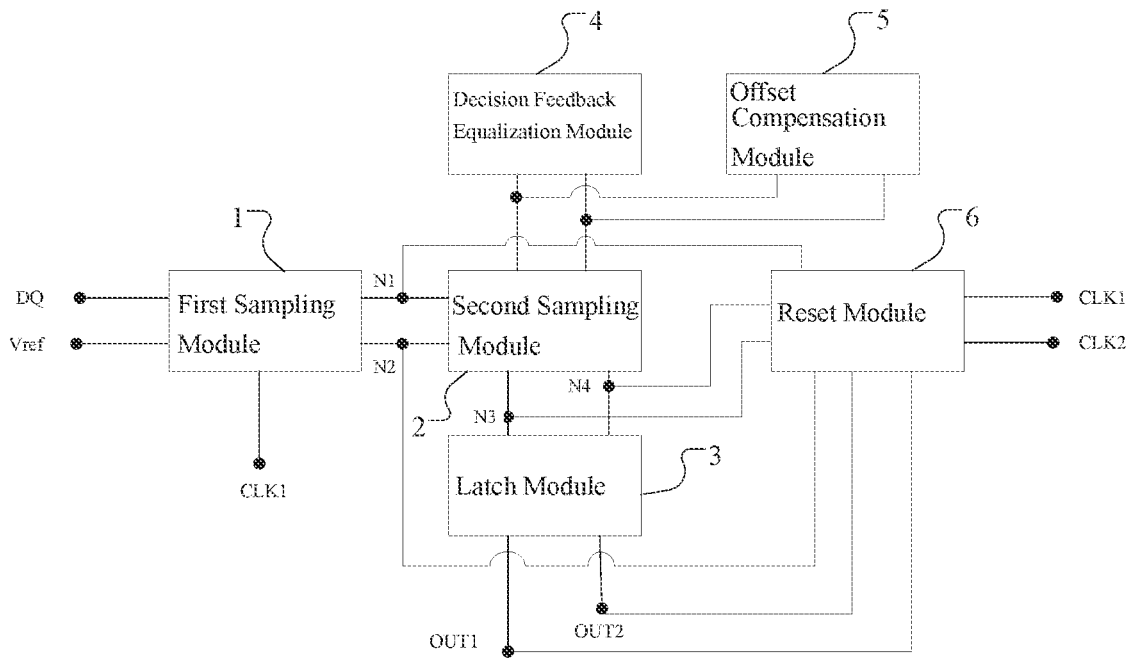 4
5
Decision Feedback
Equalization Module
Offset
Compensation
Module
1
6
N1
DQ
First Sampling
Module
Second Sampling
Module
Reset Module
CLK1
Vref
CLK2
N2
N4
2
N3
3
Latch Module
CLK1
OUT2
OUT1